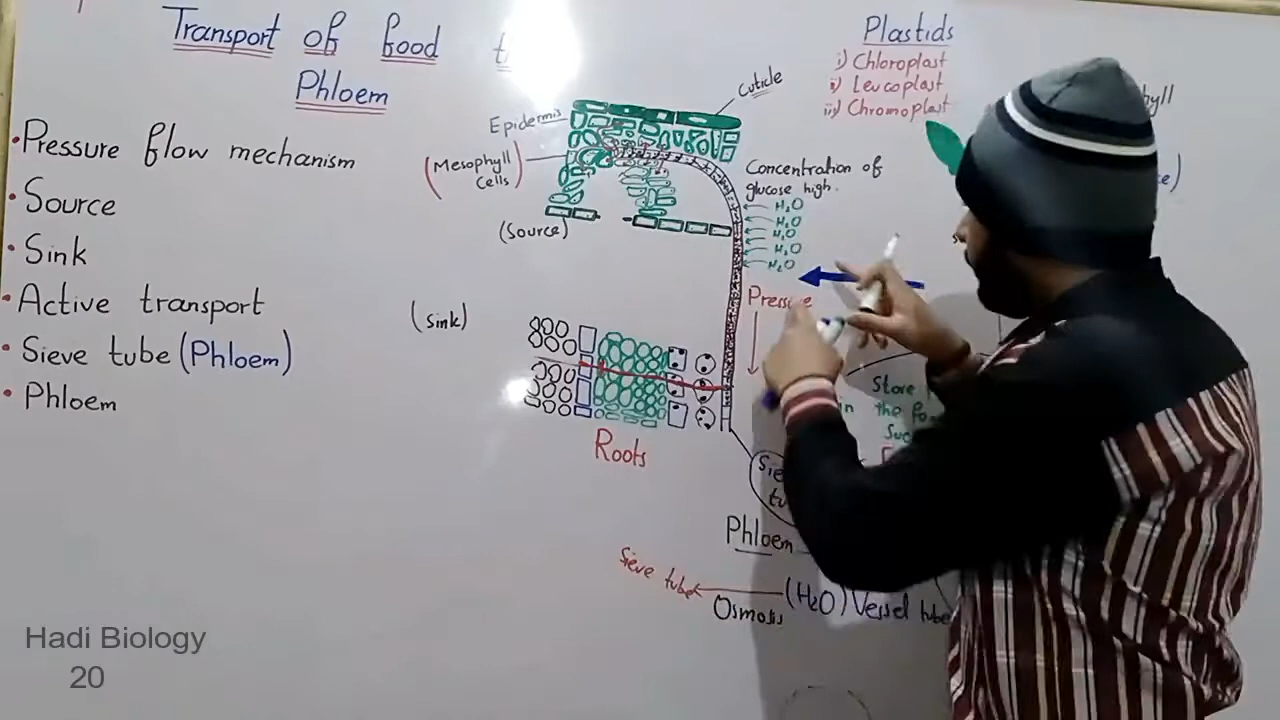 Transport of food
Phloem
•Pressure flow mechanism
•Source
•Sink
•Active transport
•Sieve tube (Phloem)
•Phloem
Cuticle
Epidermis
(Mesophyll
Cells)
(Source)
(Sink)
Roots
Concentration of
glucose high.
H₂O
H₂O
H₂O
H₂O
H₂O
Pressure
Plastids
i) Chloroplast
ii) Leucoplast
iii) Chromoplast
Store
in the
Phloem
Sieve tube
Osmosis
(H₂O) Vessel tube
Hadi Biology
20